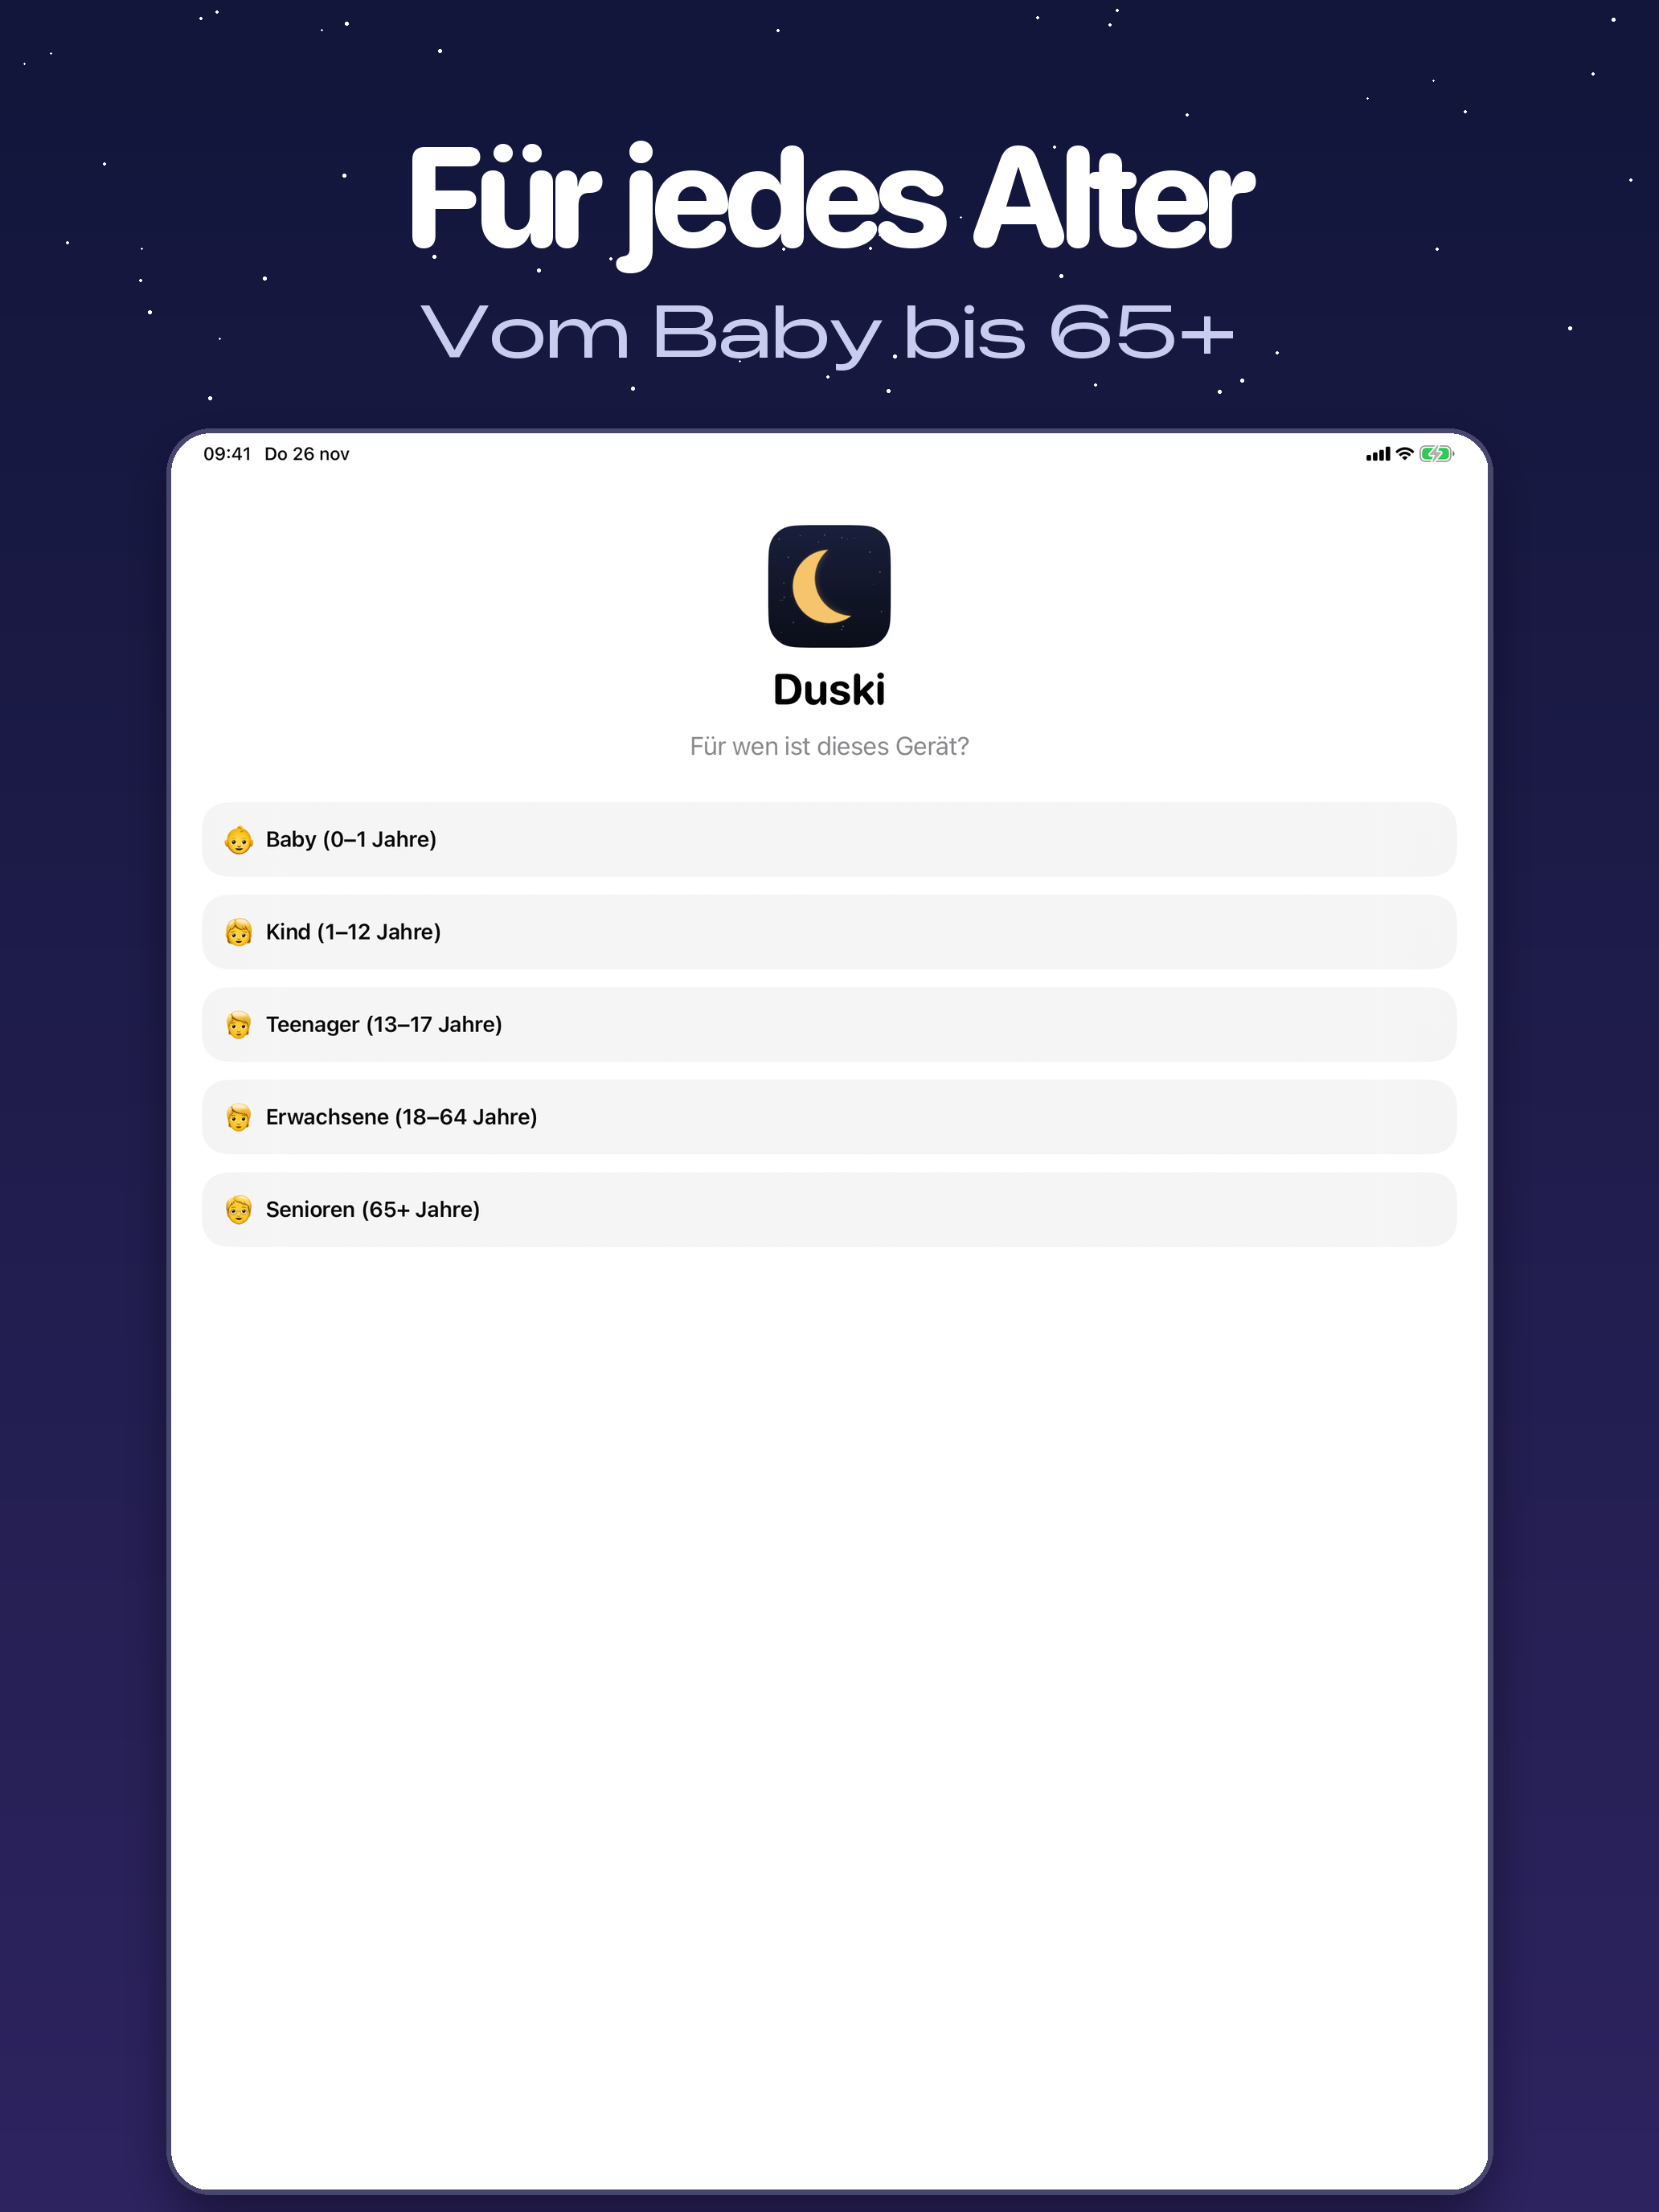 Für jedes Alter
Vom Baby bis 65+
09:41 Do 26 nov
Duski
Für wen ist dieses Gerät?
Baby (0–1 Jahre)
Kind (1–12 Jahre)
Teenager (13–17 Jahre)
Erwachsene (18–64 Jahre)
Senioren (65+ Jahre)